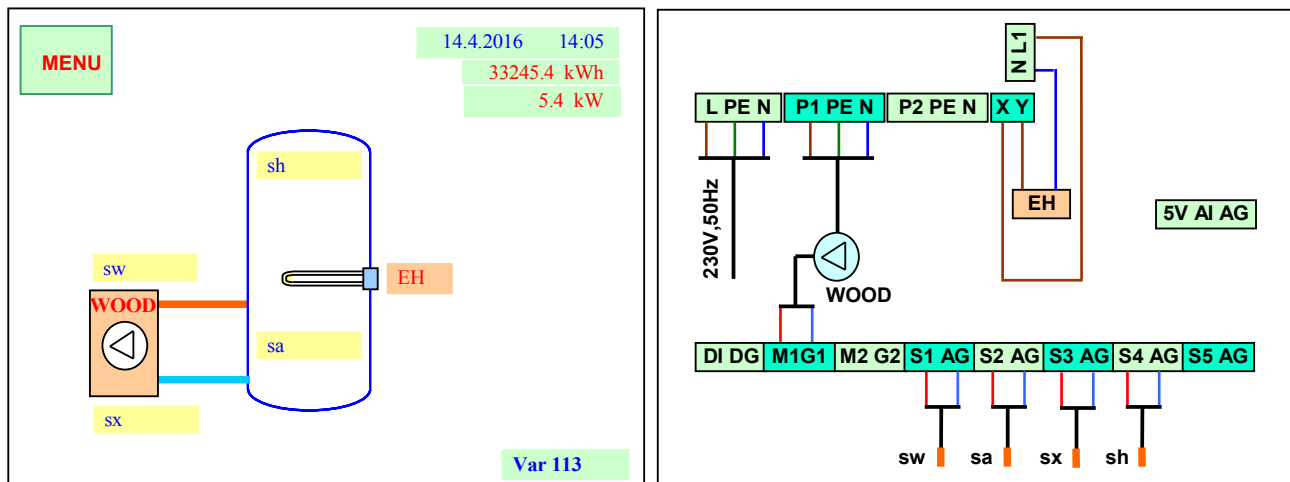 MENU
14.4.2016 14:05
33245.4 kWh
5.4 kW
sh
sw
WOOD
EH
sa
sx
Var 113
N L1
L PE N P1 PE N P2 PE N X Y
EH
5V AI AG
230V,50Hz
WOOD
DI DG M1G1 M2 G2 S1 AG S2 AG S3 AG S4 AG S5 AG
sw sa sx sh